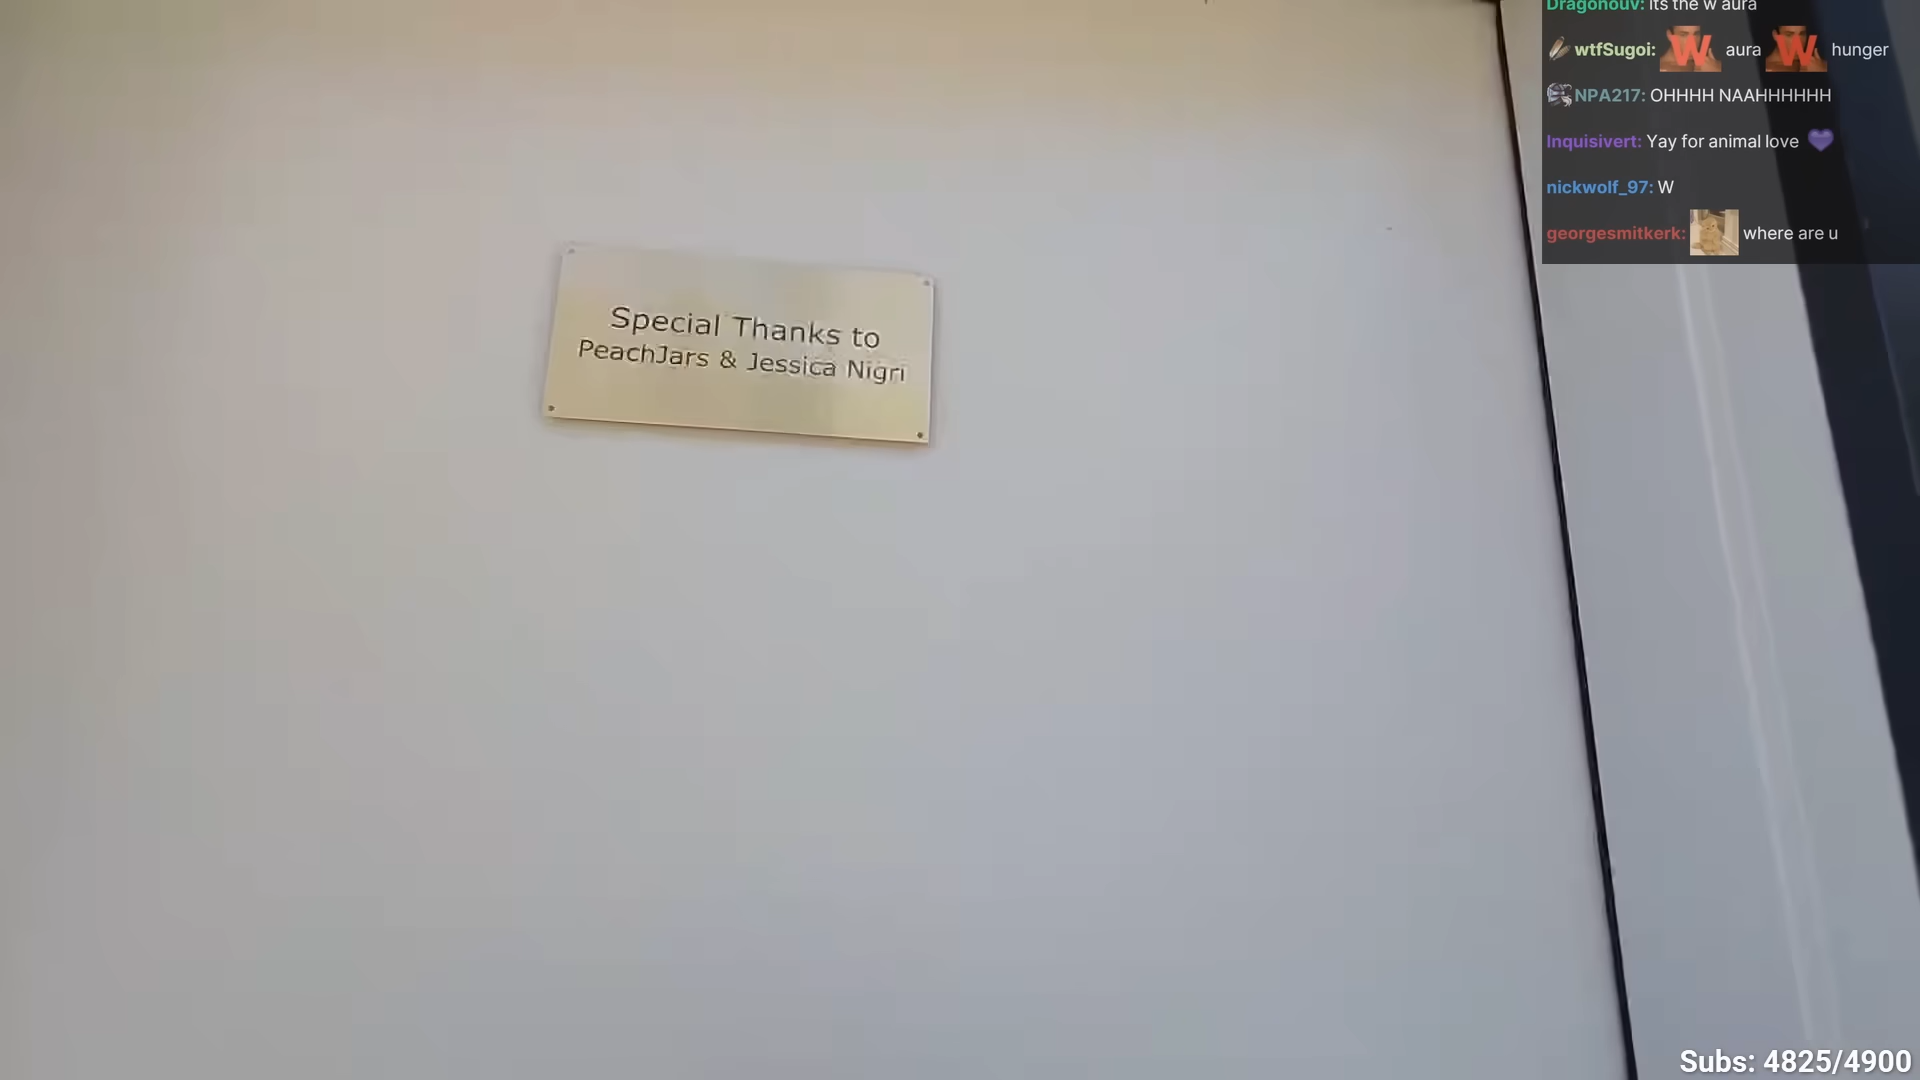 Dragonouv: its the w aura
wtfSugoi: W aura W hunger
NPA217: OHHHH NAAHHHHHH
Inquisivert: Yay for animal love 💜
nickwolf_97: W
georgesmitkerk: where are u
Special Thanks to
PeachJars & Jessica Nigri
Subs: 4825/4900